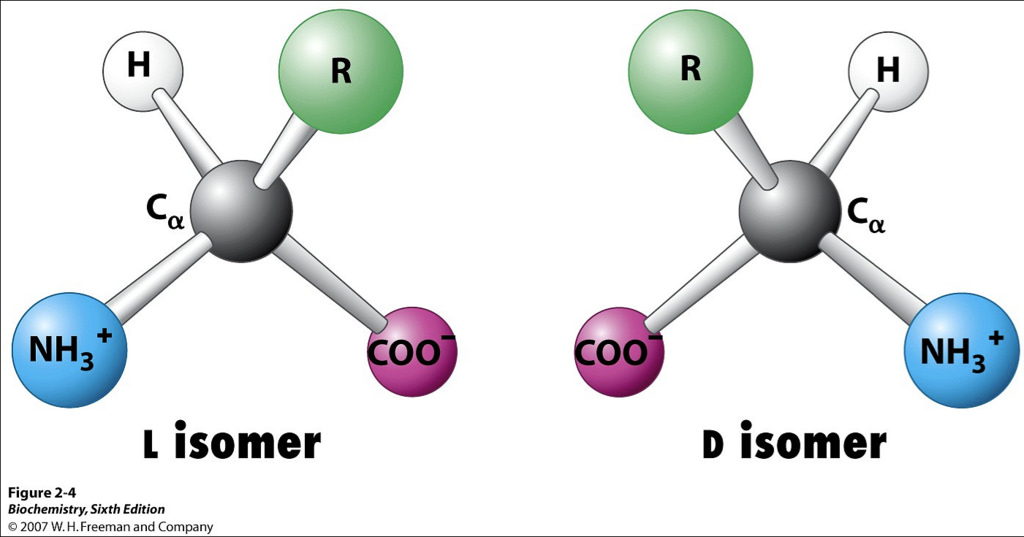 H
R
Cα
NH3+
COO−
L isomer
R
H
Cα
COO−
NH3+
D isomer
Figure 2-4
Biochemistry, Sixth Edition
© 2007 W. H. Freeman and Company